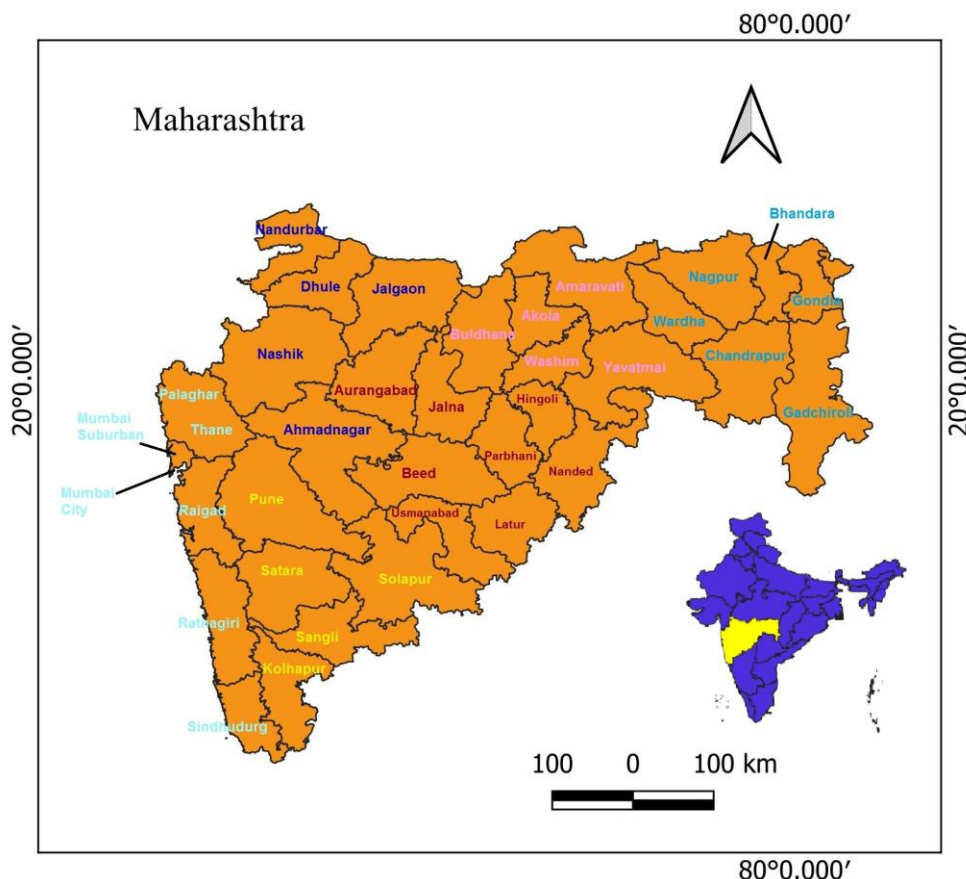 80°0.000′
Maharashtra
Bhandara
Nandurbar
Nagpur
Dhule
Jalgaon
Amaravati
Gondia
Akola
Wardha
Buldhana
Nashik
Washim
Yavatmal
Chandrapur
20°0.000′
20°0.000′
Palaghar
Aurangabad
Hingoli
Jalna
Gadchiroli
Mumbai
Suburban
Thane
Ahmadnagar
Parbhani
Beed
Nanded
Mumbai
City
Pune
Raigad
Usmanabad
Latur
Satara
Solapur
Ratnagiri
Sangli
Kolhapur
Sindhudurg
100 0 100 km
80°0.000′